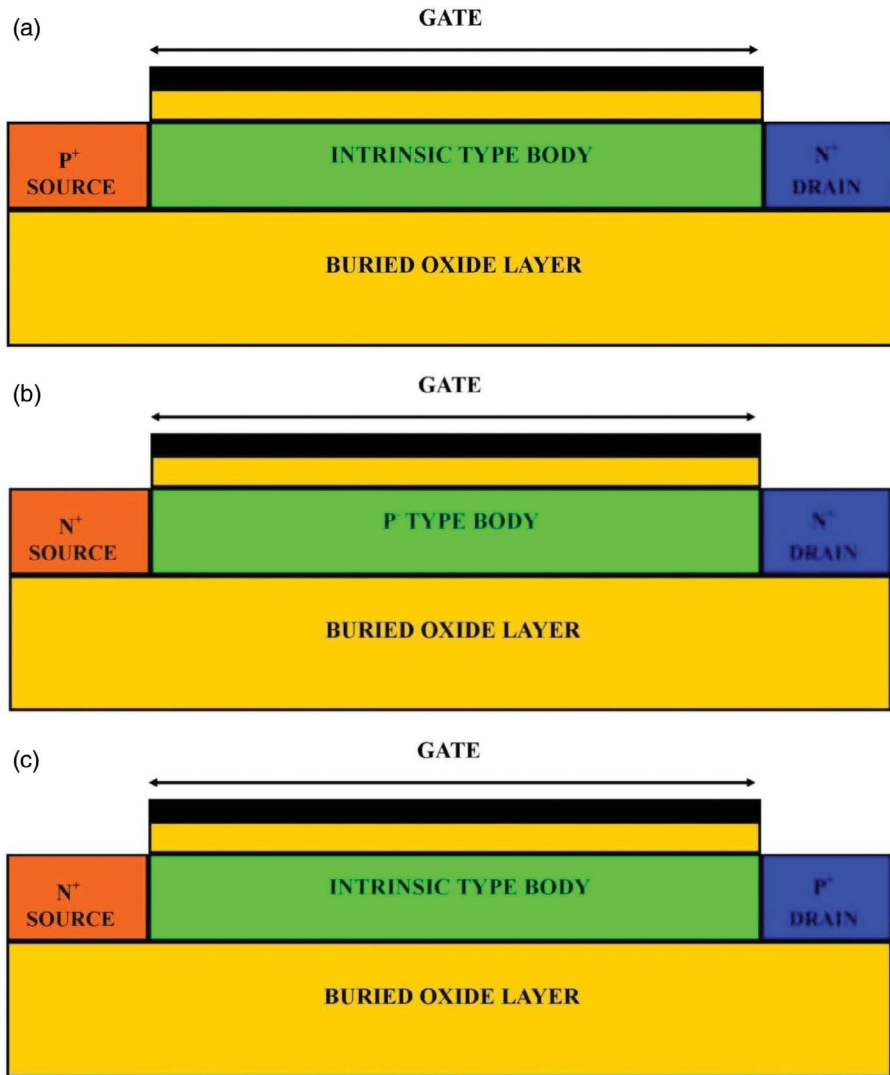 (a)
GATE
P⁺
SOURCE
INTRINSIC TYPE BODY
N⁺
DRAIN
BURIED OXIDE LAYER
(b)
GATE
N⁺
SOURCE
P⁻ TYPE BODY
N⁺
DRAIN
BURIED OXIDE LAYER
(c)
GATE
N⁺
SOURCE
INTRINSIC TYPE BODY
P⁺
DRAIN
BURIED OXIDE LAYER